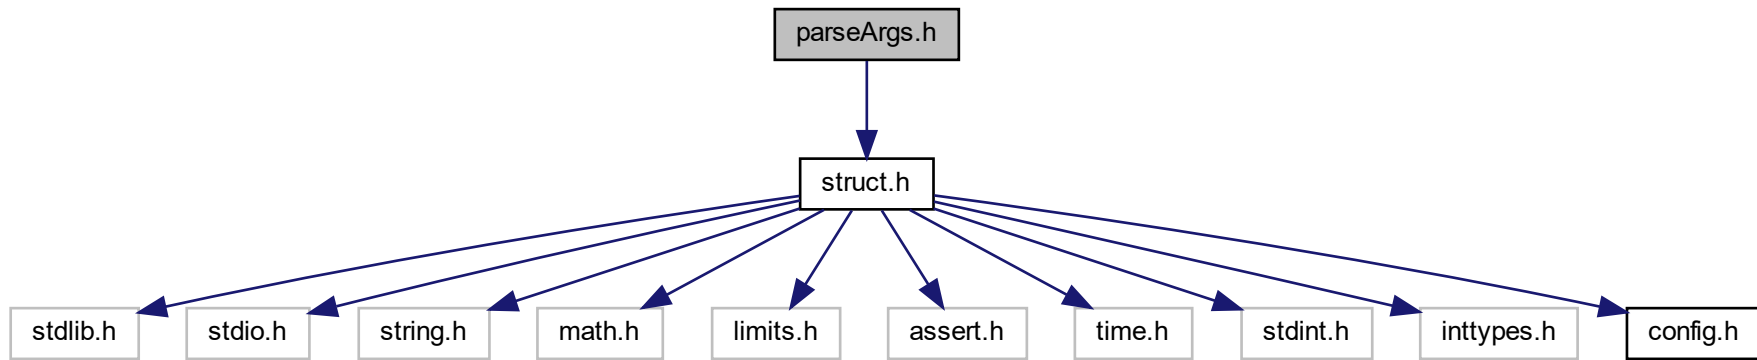 parseArgs.h
struct.h
stdlib.h
stdio.h
string.h
math.h
limits.h
assert.h
time.h
stdint.h
inttypes.h
config.h